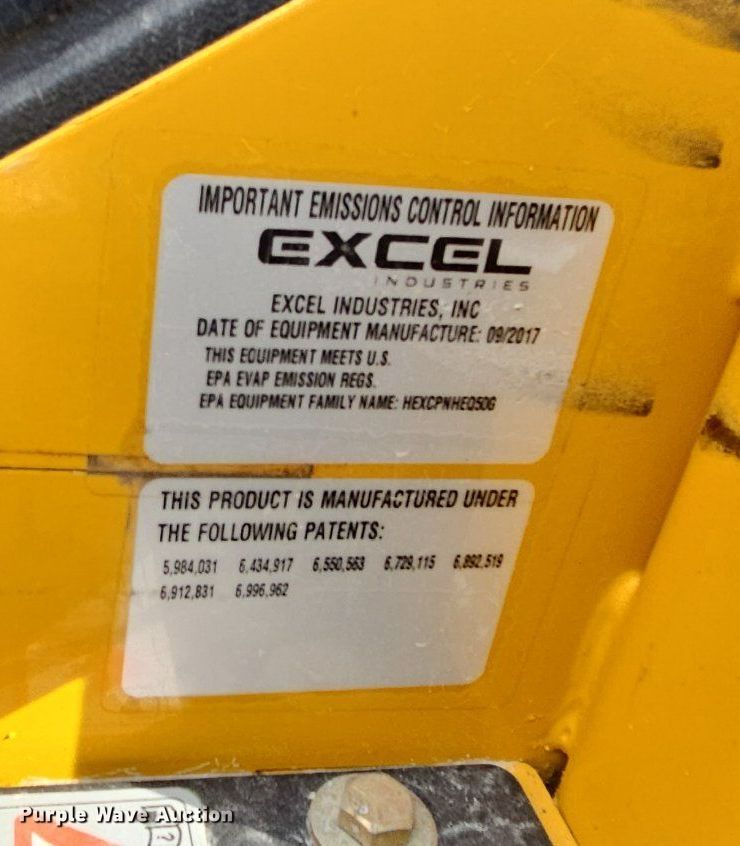 IMPORTANT EMISSIONS CONTROL INFORMATION
EXCEL
INDUSTRIES
EXCEL INDUSTRIES, INC
DATE OF EQUIPMENT MANUFACTURE: 09/2017
THIS EQUIPMENT MEETS U.S.
EPA EVAP EMISSION REGS.
EPA EQUIPMENT FAMILY NAME: HEXCPNHEQ50G
THIS PRODUCT IS MANUFACTURED UNDER
THE FOLLOWING PATENTS:
5,984,031 6,434,917 6,550,563 6,729,115 6,892,519
6,912,831 6,996,962
Purple Wave Auction